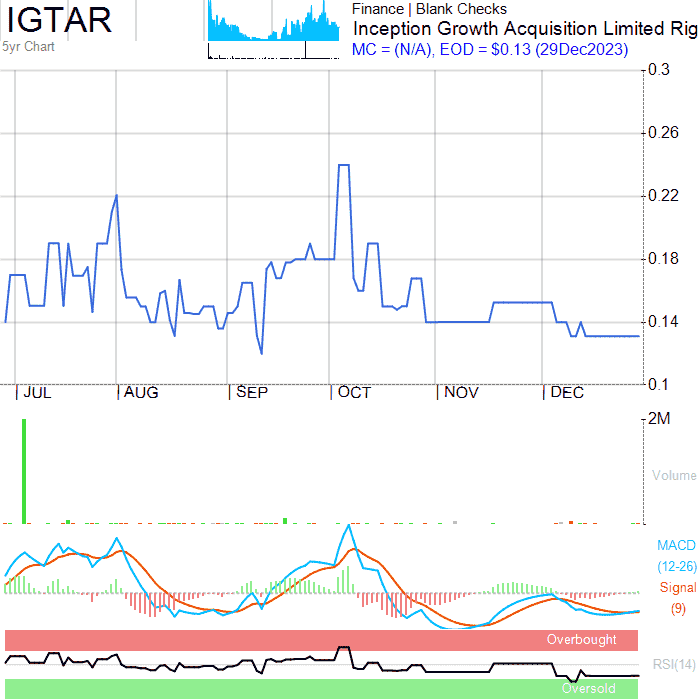 IGTAR
5yr Chart
Finance | Blank Checks
Inception Growth Acquisition Limited Rig
MC = (N/A), EOD = $0.13 (29Dec2023)
0.3
0.26
0.22
0.18
0.14
0.1
JUL AUG SEP OCT NOV DEC
2M
Volume
MACD
(12-26)
Signal
(9)
Overbought
RSI(14)
Oversold